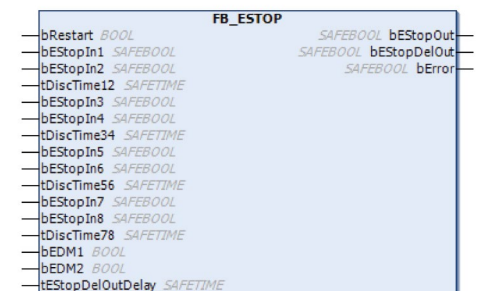 FB_ESTOP
bRestart BOOL SAFEBOOL bEStopOut
bEStopIn1 SAFEBOOL SAFEBOOL bEStopDelOut
bEStopIn2 SAFEBOOL SAFEBOOL bError
tDiscTime12 SAFETIME
bEStopIn3 SAFEBOOL
bEStopIn4 SAFEBOOL
tDiscTime34 SAFETIME
bEStopIn5 SAFEBOOL
bEStopIn6 SAFEBOOL
tDiscTime56 SAFETIME
bEStopIn7 SAFEBOOL
bEStopIn8 SAFEBOOL
tDiscTime78 SAFETIME
bEDM1 BOOL
bEDM2 BOOL
tEStopDelOutDelay SAFETIME